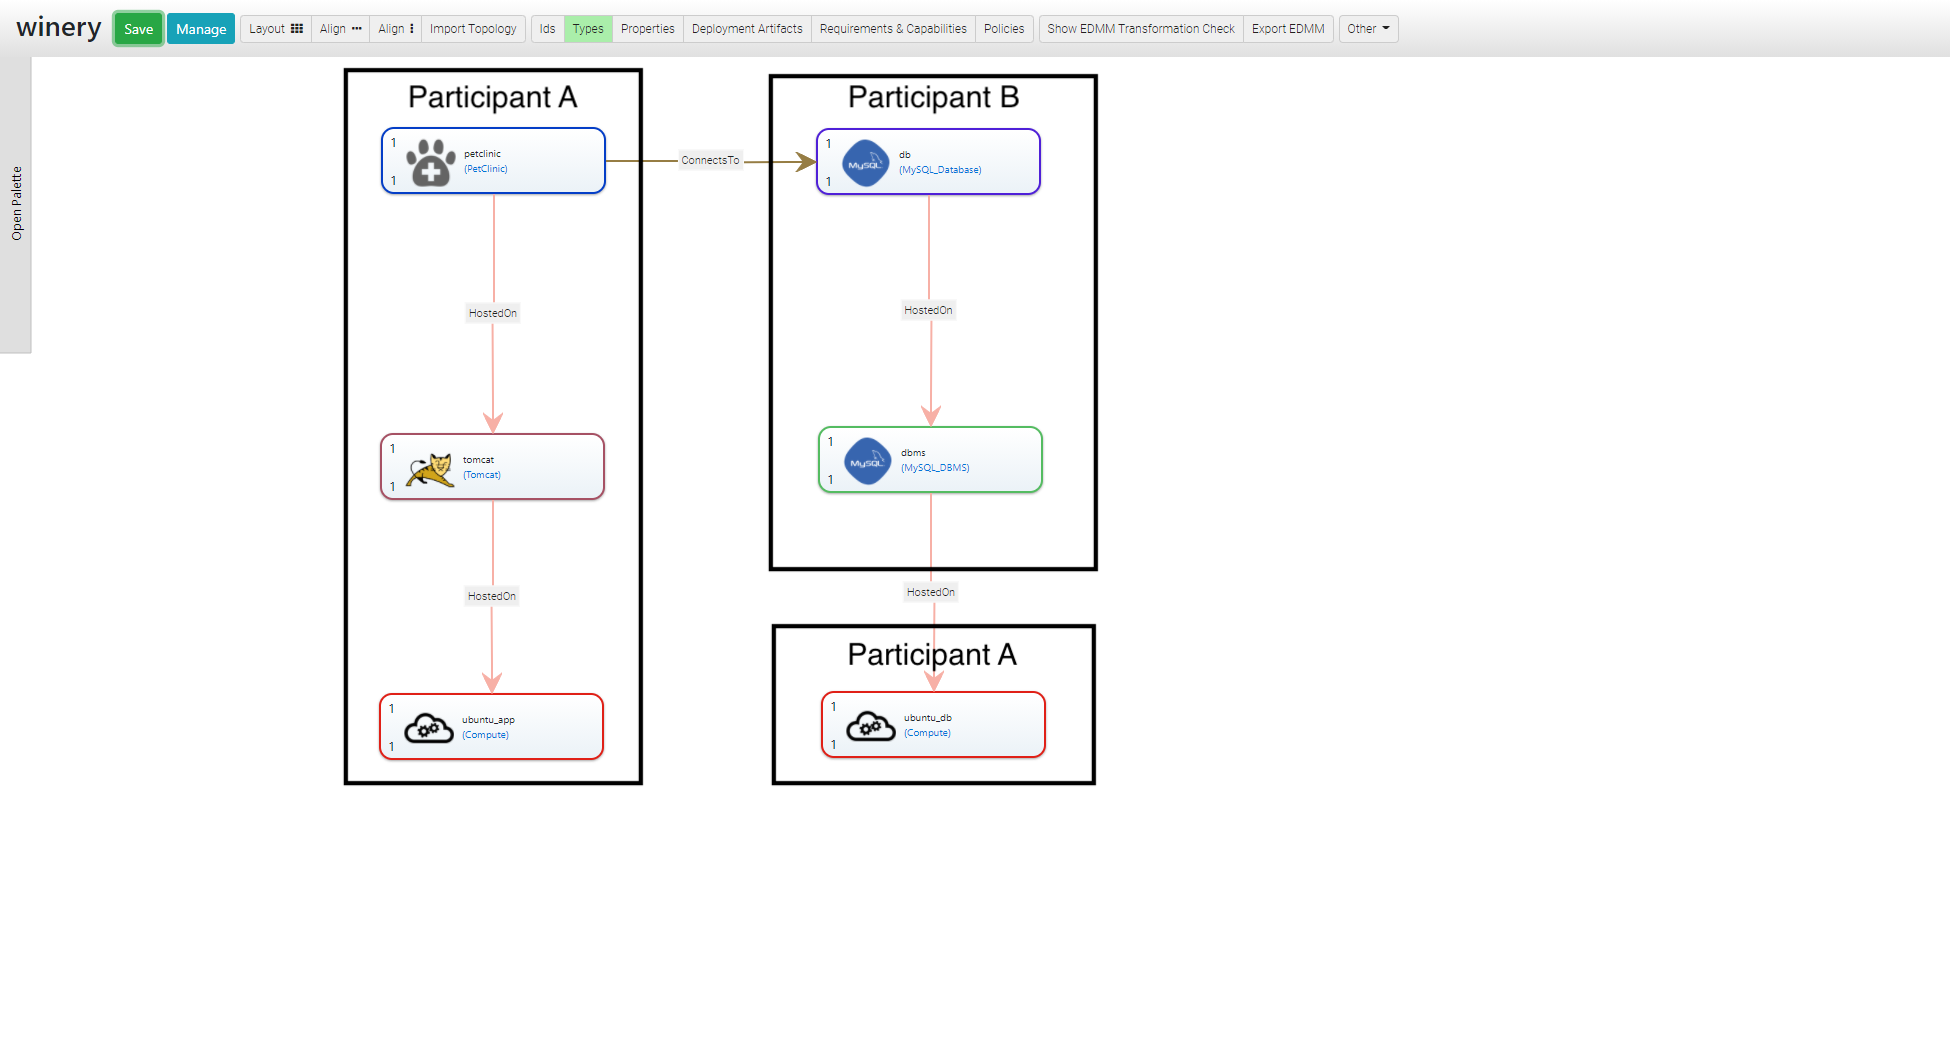 winery Save Manage Layout Align Align Import Topology Ids Types Properties Deployment Artifacts Requirements & Capabilities Policies Show EDMM Transformation Check Export EDMM Other
Open Palette
Participant A
1
petclinic
(PetClinic)
1
ConnectsTo
Participant B
1
MySQL
db
(MySQL_Database)
1
HostedOn
HostedOn
1
tomcat
(Tomcat)
1
1
MySQL
dbms
(MySQL_DBMS)
1
HostedOn
HostedOn
Participant A
1
ubuntu_app
(Compute)
1
1
ubuntu_db
(Compute)
1